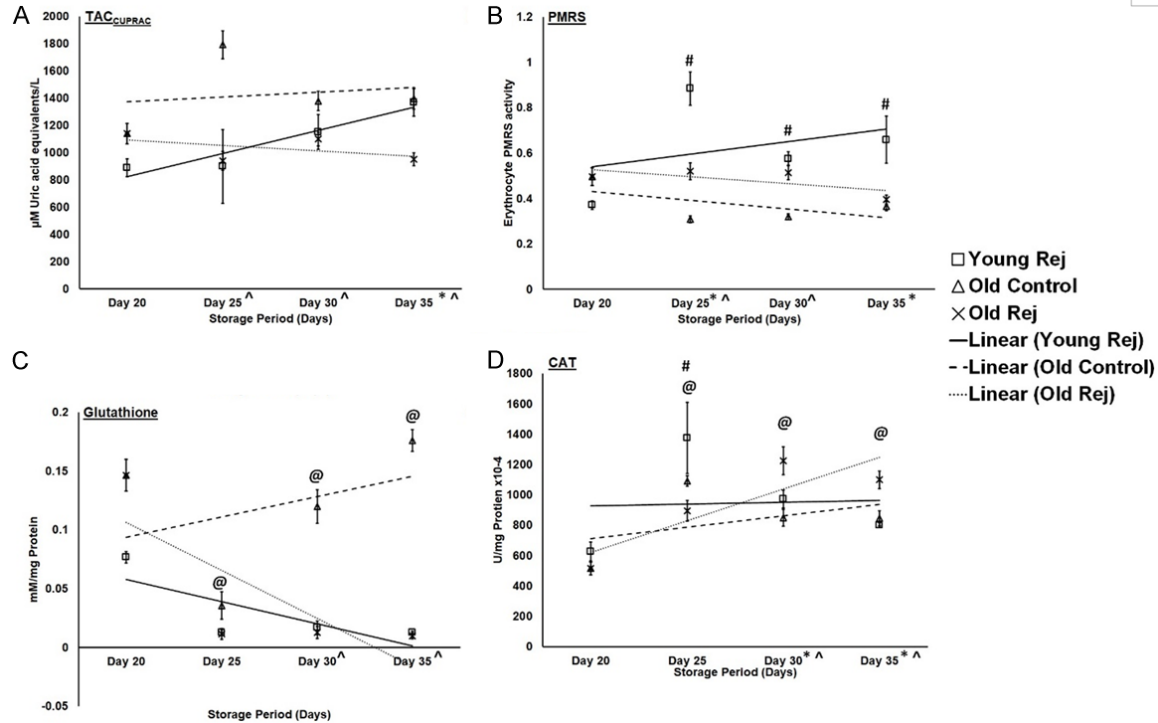 A
TAC CUPRAC
2000
1800
1600
1400
1200
1000
800
600
400
200
0
µM Uric acid equivalents/L
Day 20
Day 25 ^
Day 30 ^
Day 35 * ^
Storage Period (Days)
B
PMRS
1.2
1
0.8
0.6
0.4
0.2
0
Erythrocyte PMRS activity
#
#
#
Day 20
Day 25 * ^
Day 30 ^
Day 35 *
Storage Period (Days)
Young Rej
Old Control
Old Rej
Linear (Young Rej)
Linear (Old Control)
Linear (Old Rej)
C
Glutathione
0.2
0.15
0.1
0.05
0
-0.05
mM/mg Protein
@
@
@
Day 20
Day 25
Day 30 ^
Day 35 ^
Storage Period (Days)
D
CAT
1800
1600
1400
1200
1000
800
600
400
200
0
U/mg Protien x10-4
#
@
@
@
Day 20
Day 25
Day 30 * ^
Day 35 * ^
Storage Period (Days)